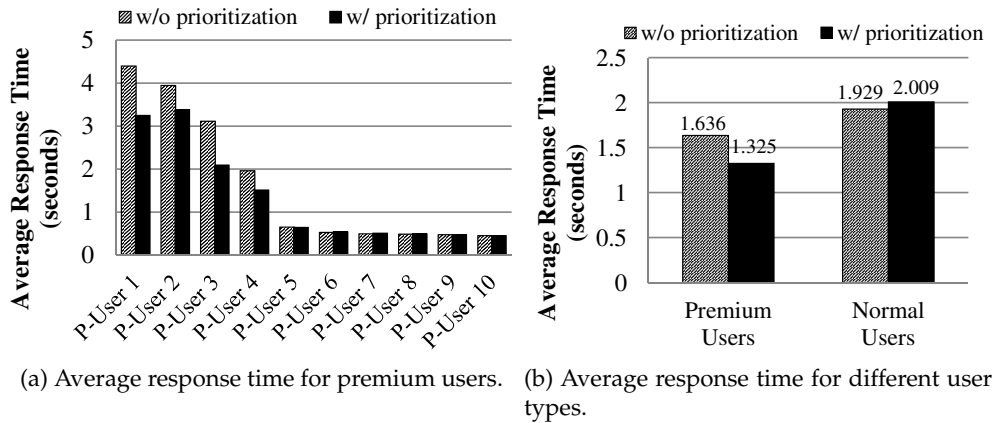 w/o prioritization w/ prioritization
Average Response Time
(seconds)
5
4
3
2
1
0
P-User 1
P-User 2
P-User 3
P-User 4
P-User 5
P-User 6
P-User 7
P-User 8
P-User 9
P-User 10
(a) Average response time for premium users.
w/o prioritization w/ prioritization
Average Response Time
(seconds)
2.5
2
1.5
1
0.5
0
1.636
1.325
1.929
2.009
Premium
Users
Normal
Users
(b) Average response time for different user
types.